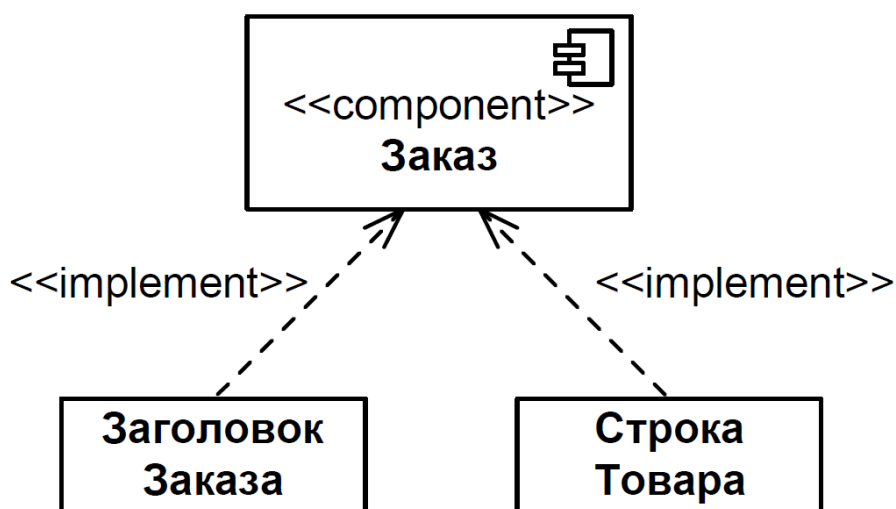 <<component>>
Заказ
<<implement>>
<<implement>>
Заголовок
Заказа
Строка
Товара